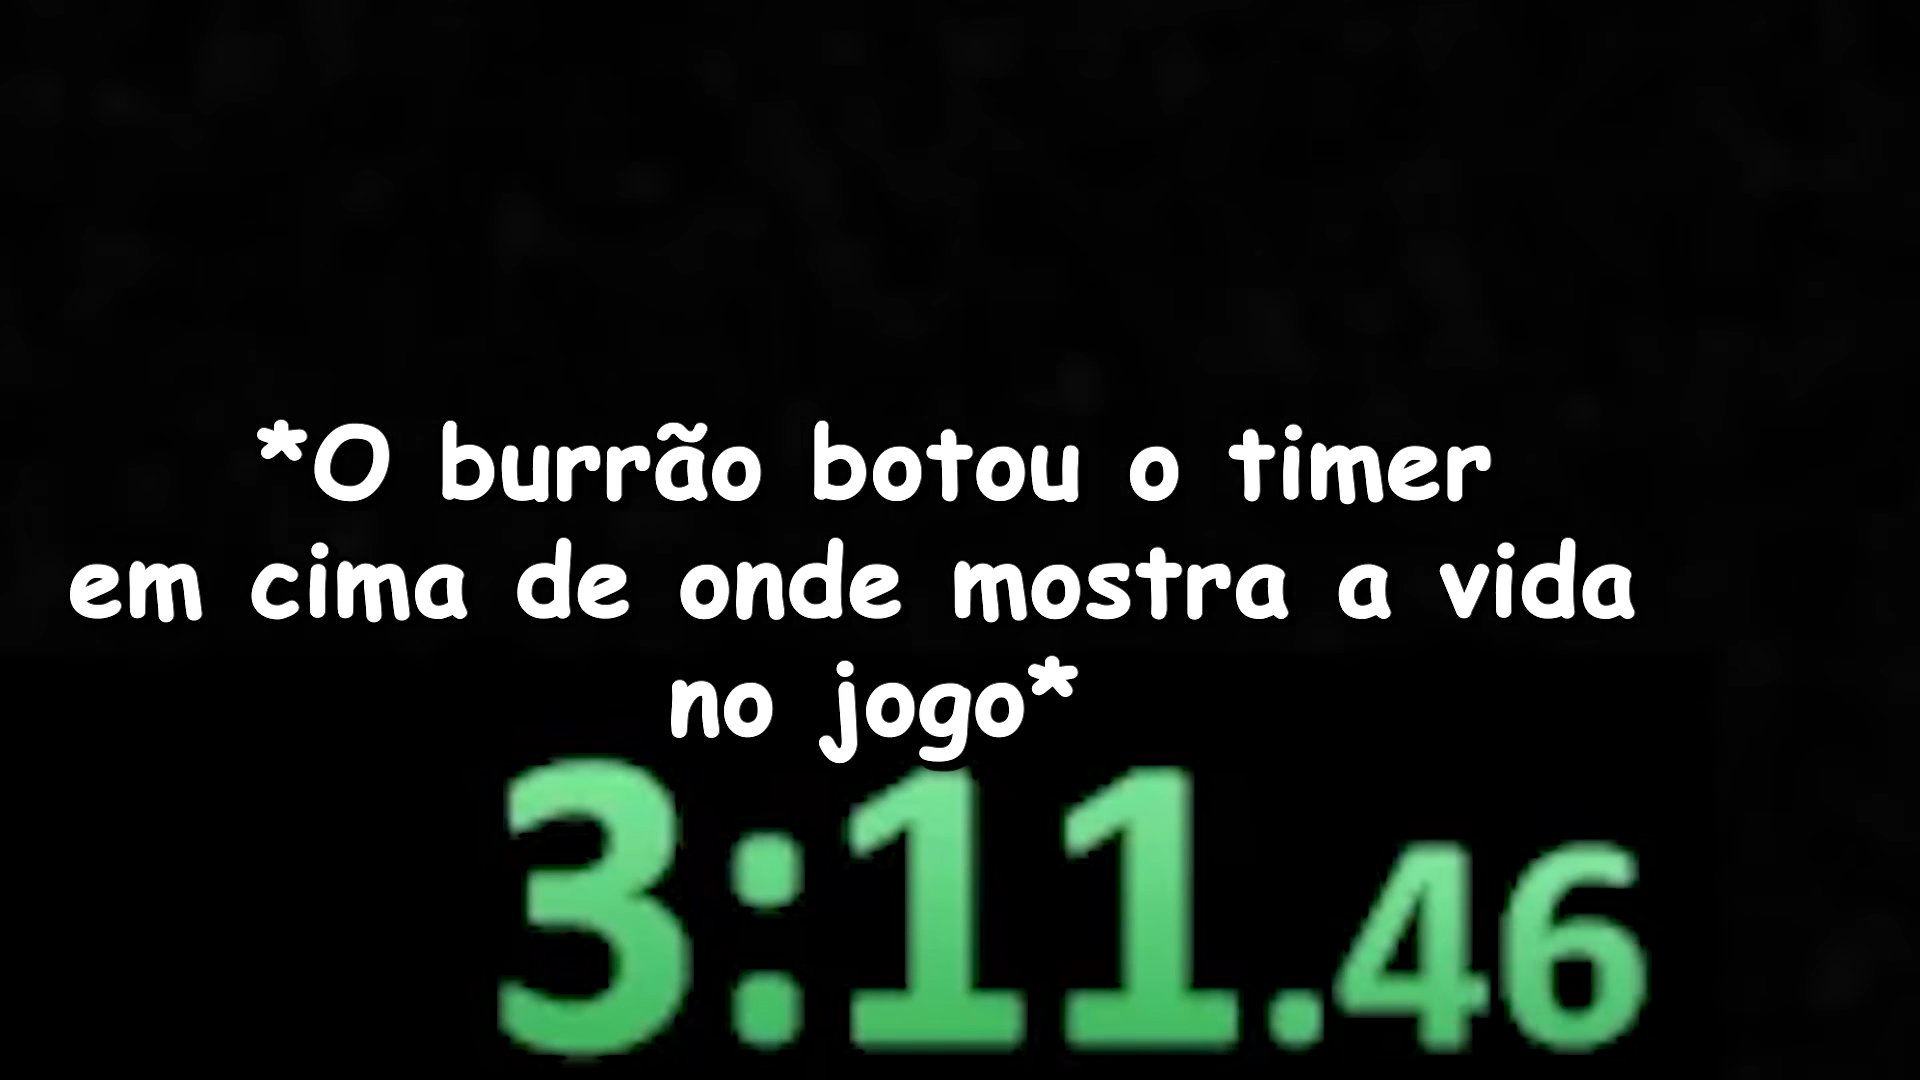 *O burrão botou o timer
em cima de onde mostra a vida
no jogo*
3:11.46